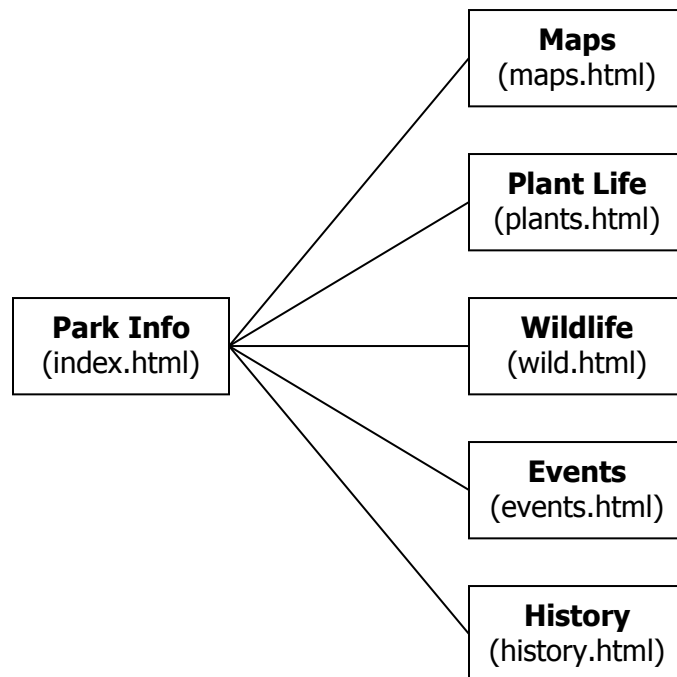 Maps
(maps.html)
Plant Life
(plants.html)
Park Info
(index.html)
Wildlife
(wild.html)
Events
(events.html)
History
(history.html)